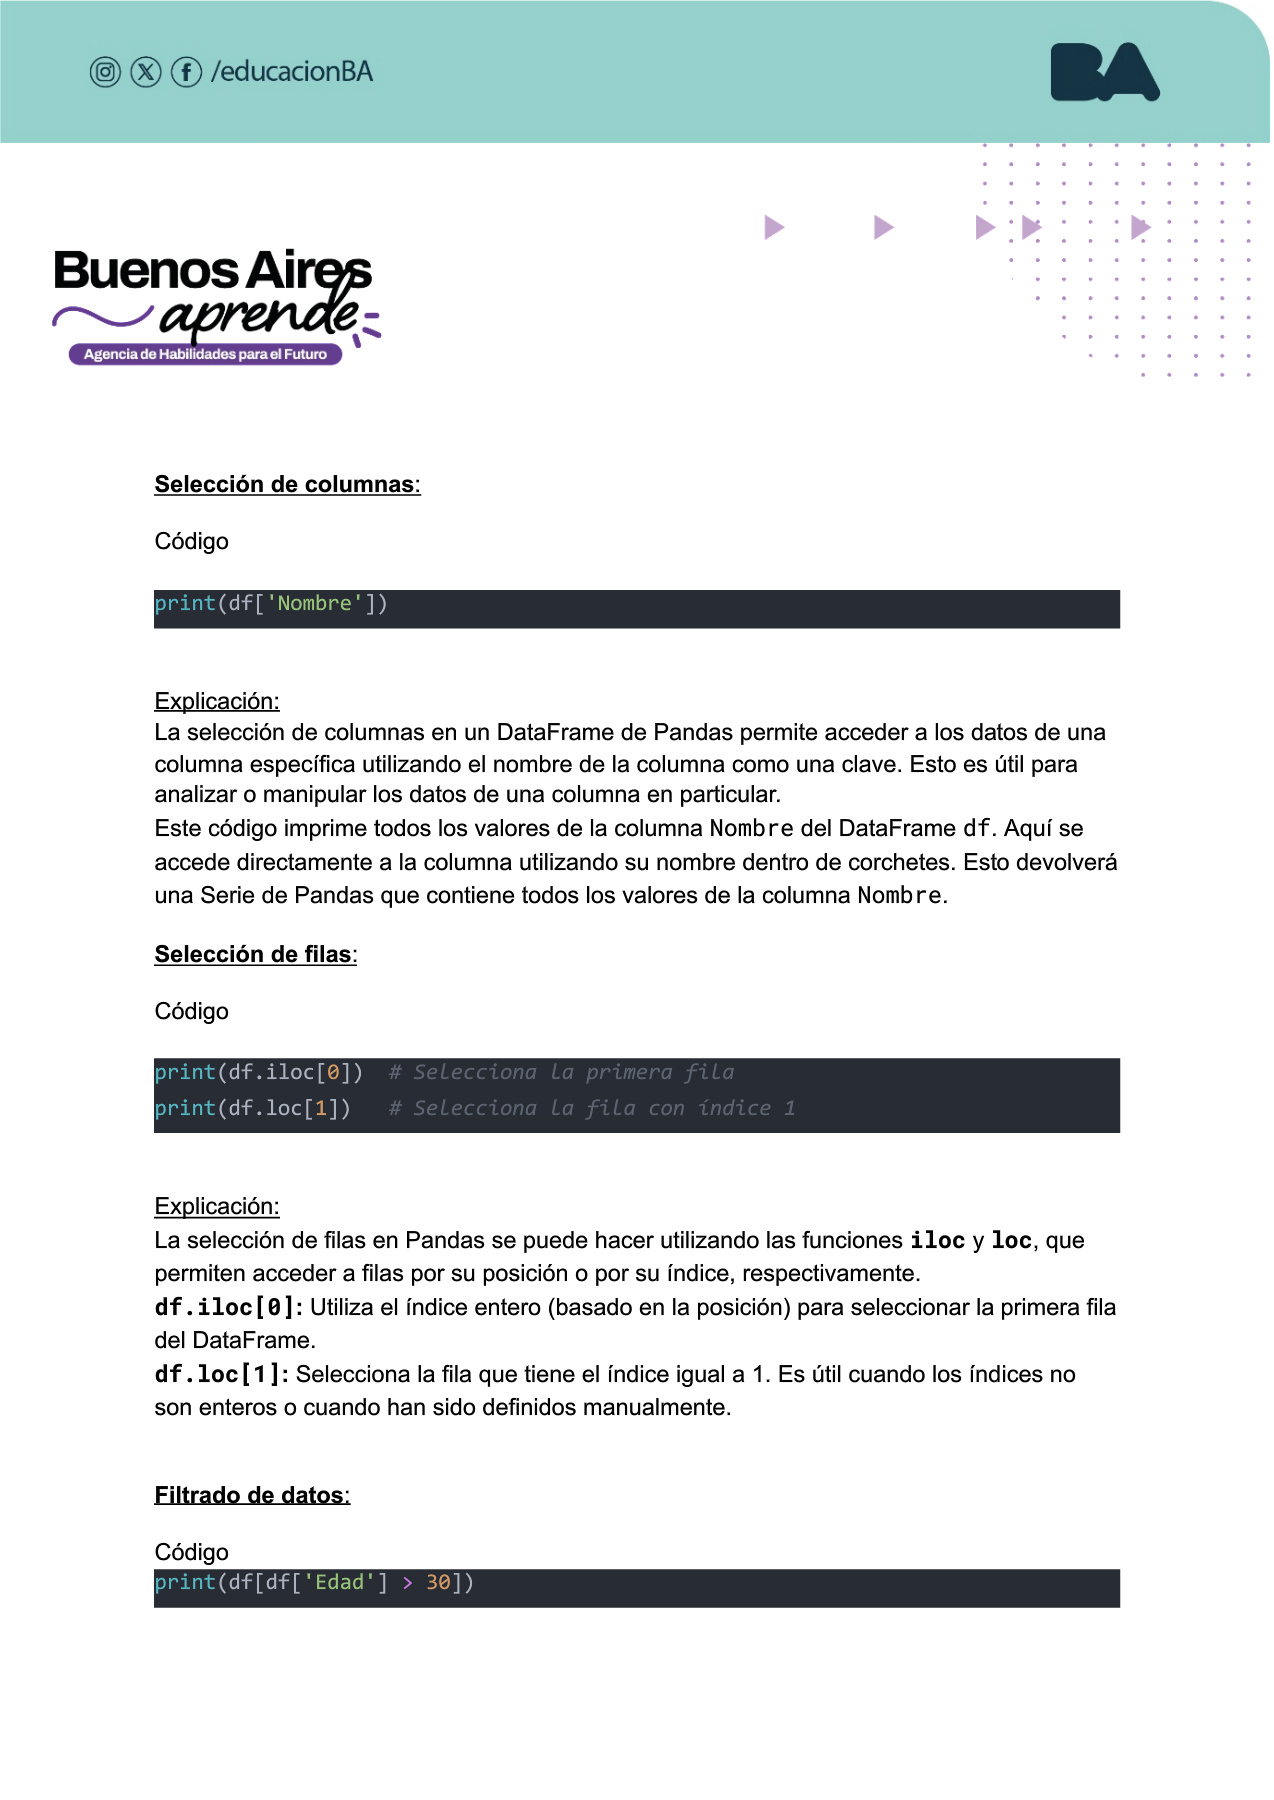 /educacionBA
BA
Buenos Aires
aprende
Agencia de Habilidades para el Futuro
Selección de columnas:
Código
print(df['Nombre'])
Explicación:
La selección de columnas en un DataFrame de Pandas permite acceder a los datos de una
columna específica utilizando el nombre de la columna como una clave. Esto es útil para
analizar o manipular los datos de una columna en particular.
Este código imprime todos los valores de la columna Nombre del DataFrame df. Aquí se
accede directamente a la columna utilizando su nombre dentro de corchetes. Esto devolverá
una Serie de Pandas que contiene todos los valores de la columna Nombre.
Selección de filas:
Código
print(df.iloc[0])  # Selecciona la primera fila
print(df.loc[1])   # Selecciona la fila con índice 1
Explicación:
La selección de filas en Pandas se puede hacer utilizando las funciones iloc y loc, que
permiten acceder a filas por su posición o por su índice, respectivamente.
df.iloc[0]: Utiliza el índice entero (basado en la posición) para seleccionar la primera fila
del DataFrame.
df.loc[1]: Selecciona la fila que tiene el índice igual a 1. Es útil cuando los índices no
son enteros o cuando han sido definidos manualmente.
Filtrado de datos:
Código
print(df[df['Edad'] > 30])